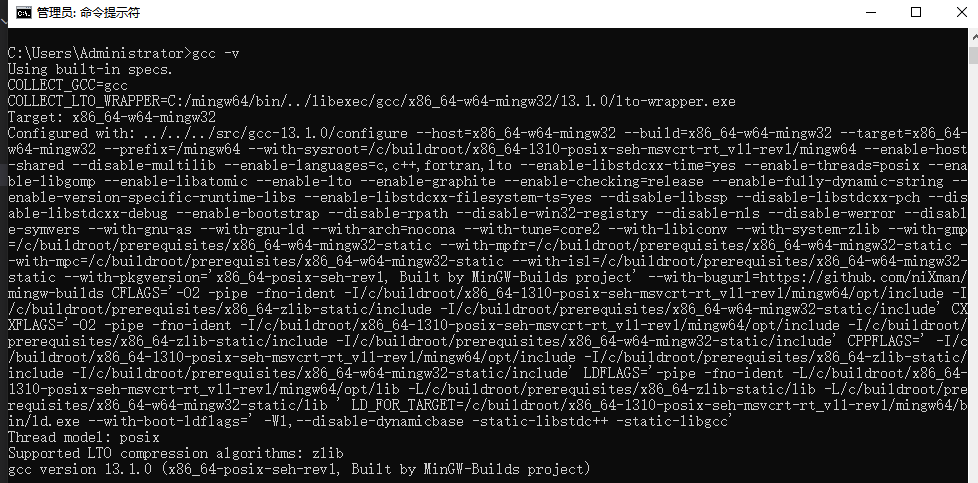 管理员: 命令提示符
C:\Users\Administrator>gcc -v
Using built-in specs.
COLLECT_GCC=gcc
COLLECT_LTO_WRAPPER=C:/mingw64/bin/../libexec/gcc/x86_64-w64-mingw32/13.1.0/lto-wrapper.exe
Target: x86_64-w64-mingw32
Configured with: ../../../src/gcc-13.1.0/configure --host=x86_64-w64-mingw32 --build=x86_64-w64-mingw32 --target=x86_64-
w64-mingw32 --prefix=/mingw64 --with-sysroot=/c/buildroot/x86_64-1310-posix-seh-msvcrt-rt_v11-rev1/mingw64 --enable-host
-shared --disable-multilib --enable-languages=c,c++,fortran,lto --enable-libstdcxx-time=yes --enable-threads=posix --ena
ble-libgomp --enable-libatomic --enable-lto --enable-graphite --enable-checking=release --enable-fully-dynamic-string --
enable-version-specific-runtime-libs --enable-libstdcxx-filesystem-ts=yes --disable-libssp --disable-libstdcxx-pch --dis
able-libstdcxx-debug --enable-bootstrap --disable-rpath --disable-win32-registry --disable-nls --disable-werror --disabl
e-symvers --with-gnu-as --with-gnu-ld --with-arch=nocona --with-tune=core2 --with-libiconv --with-system-zlib --with-gmp
=/c/buildroot/prerequisites/x86_64-w64-mingw32-static --with-mpfr=/c/buildroot/prerequisites/x86_64-w64-mingw32-static -
-with-mpc=/c/buildroot/prerequisites/x86_64-w64-mingw32-static --with-isl=/c/buildroot/prerequisites/x86_64-w64-mingw32-
static --with-pkgversion='x86_64-posix-seh-rev1, Built by MinGW-Builds project' --with-bugurl=https://github.com/niXman/
mingw-builds CFLAGS='-O2 -pipe -fno-ident -I/c/buildroot/x86_64-1310-posix-seh-msvcrt-rt_v11-rev1/mingw64/opt/include -I
/c/buildroot/prerequisites/x86_64-zlib-static/include -I/c/buildroot/prerequisites/x86_64-w64-mingw32-static/include' CX
XFLAGS='-O2 -pipe -fno-ident -I/c/buildroot/x86_64-1310-posix-seh-msvcrt-rt_v11-rev1/mingw64/opt/include -I/c/buildroot/
prerequisites/x86_64-zlib-static/include -I/c/buildroot/prerequisites/x86_64-w64-mingw32-static/include' CPPFLAGS=' -I/c
/buildroot/x86_64-1310-posix-seh-msvcrt-rt_v11-rev1/mingw64/opt/include -I/c/buildroot/prerequisites/x86_64-zlib-static/
include -I/c/buildroot/prerequisites/x86_64-w64-mingw32-static/include' LDFLAGS='-pipe -fno-ident -L/c/buildroot/x86_64-
1310-posix-seh-msvcrt-rt_v11-rev1/mingw64/opt/lib -L/c/buildroot/prerequisites/x86_64-zlib-static/lib -L/c/buildroot/pre
requisites/x86_64-w64-mingw32-static/lib ' LD_FOR_TARGET=/c/buildroot/x86_64-1310-posix-seh-msvcrt-rt_v11-rev1/mingw64/b
in/ld.exe --with-boot-ldflags=' -Wl,--disable-dynamicbase -static-libstdc++ -static-libgcc'
Thread model: posix
Supported LTO compression algorithms: zlib
gcc version 13.1.0 (x86_64-posix-seh-rev1, Built by MinGW-Builds project)